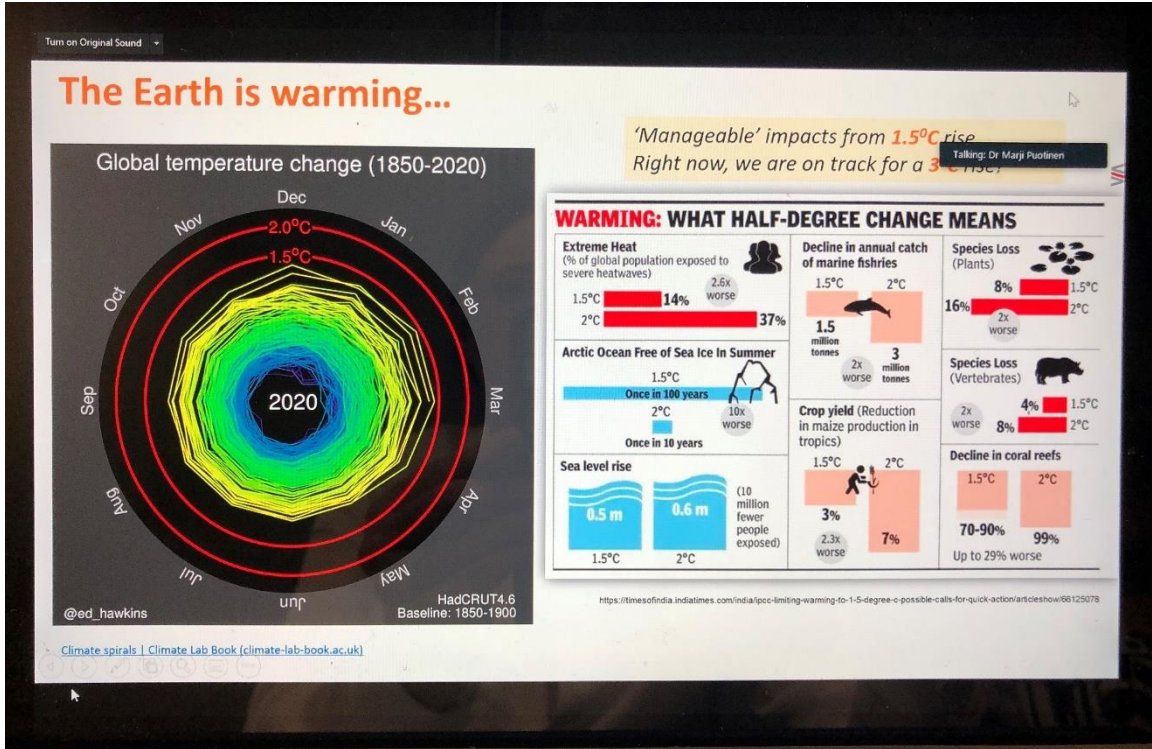 Turn on Original Sound
The Earth is warming...
'Manageable' impacts from 1.5⁰C rise
Talking: Dr Marji Puotinen
Right now, we are on track for a 3
Global temperature change (1850-2020)
Dec
Jan
Feb
Mar
Apr
May
Jun
Jul
Aug
Sep
Oct
Nov
2.0°C
1.5°C
2020
@ed_hawkins
HadCRUT4.6
Baseline: 1850-1900
Climate spirals | Climate Lab Book (climate-lab-book.ac.uk)
WARMING: WHAT HALF-DEGREE CHANGE MEANS
Extreme Heat
(% of global population exposed to
severe heatwaves)
2.6x
worse
1.5°C 14%
2°C 37%
Arctic Ocean Free of Sea Ice In Summer
1.5°C
Once in 100 years
2°C
10x
worse
Once in 10 years
Sea level rise
0.5 m 0.6 m
(10
million
fewer
people
exposed)
1.5°C 2°C
Decline in annual catch
of marine fishries
1.5°C 2°C
1.5
million
tonnes
3
million
tonnes
2x
worse
Crop yield (Reduction
in maize production in
tropics)
1.5°C 2°C
3%
7%
2.3x
worse
Species Loss
(Plants)
8% 1.5°C
16% 2°C
2x
worse
Species Loss
(Vertebrates)
4% 1.5°C
2x
worse
8% 2°C
Decline in coral reefs
1.5°C 2°C
70-90%
99%
Up to 29% worse
https://timesofindia.indiatimes.com/india/ipcc-limiting-warming-to-1-5-degree-c-possible-calls-for-quick-action/articleshow/66125078